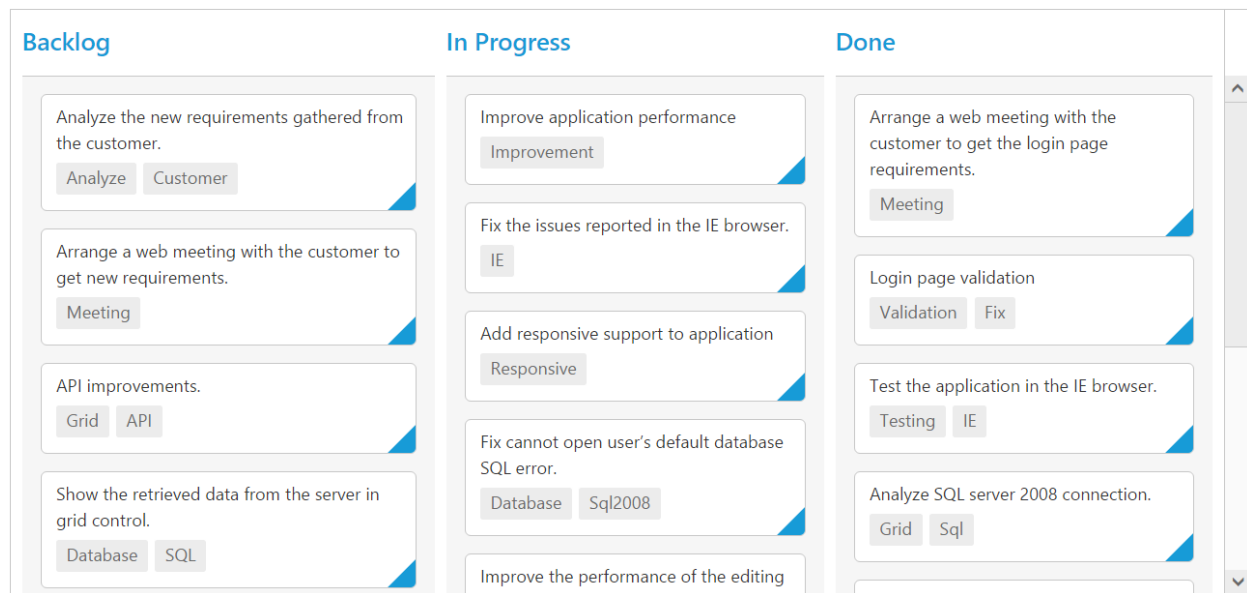 Backlog
Analyze the new requirements gathered from
the customer.
Analyze Customer
Arrange a web meeting with the customer to
get new requirements.
Meeting
API improvements.
Grid API
Show the retrieved data from the server in
grid control.
Database SQL
In Progress
Improve application performance
Improvement
Fix the issues reported in the IE browser.
IE
Add responsive support to application
Responsive
Fix cannot open user’s default database
SQL error.
Database Sql2008
Improve the performance of the editing
Done
Arrange a web meeting with the
customer to get the login page
requirements.
Meeting
Login page validation
Validation Fix
Test the application in the IE browser.
Testing IE
Analyze SQL server 2008 connection.
Grid Sql